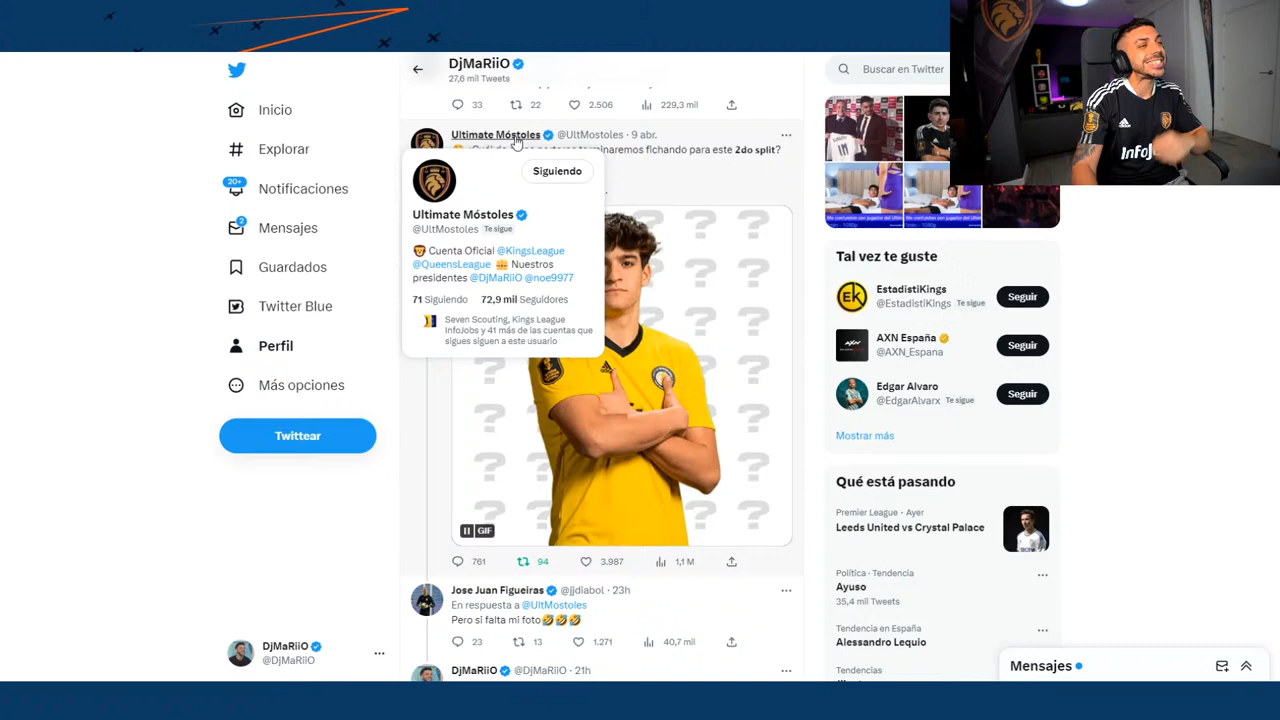 DjMaRiiO
27,6 mil Tweets
Buscar en Twitter
InfoJ
33
22
2.506
229,3 mil
Inicio
Explorar
20+
Notificaciones
2
Mensajes
Guardados
Twitter Blue
Perfil
Más opciones
Twittear
DjMaRiiO
@DjMaRiiO
Ultimate Móstoles @UltMostoles · 9 abr.
terminaremos fichando para este 2do split?
Siguiendo
Ultimate Móstoles
@UltMostoles Te sigue
Cuenta Oficial @KingsLeague
@QueensLeague Nuestros
presidentes @DjMaRiiO @noe9977
71 Siguiendo 72,9 mil Seguidores
Seven Scouting, Kings League
InfoJobs y 41 más de las cuentas que
sigues siguen a este usuario
GIF
761
94
3.987
1,1 M
Jose Juan Figueiras @jjdiabol · 23h
En respuesta a @UltMostoles
Pero si falta mi foto🤣🤣🤣
23
13
1.271
40,7 mil
DjMaRiiO @DjMaRiiO · 21h
Tal vez te guste
EstadistiKings
@EstadistiKings Te sigue
Seguir
AXN España
@AXN_Espana
Seguir
Edgar Alvaro
@EdgarAlvarx Te sigue
Seguir
Mostrar más
Qué está pasando
Premier League · Ayer
Leeds United vs Crystal Palace
Política · Tendencia
Ayuso
35,4 mil Tweets
Tendencia en España
Alessandro Lequio
Tendencias
Mensajes